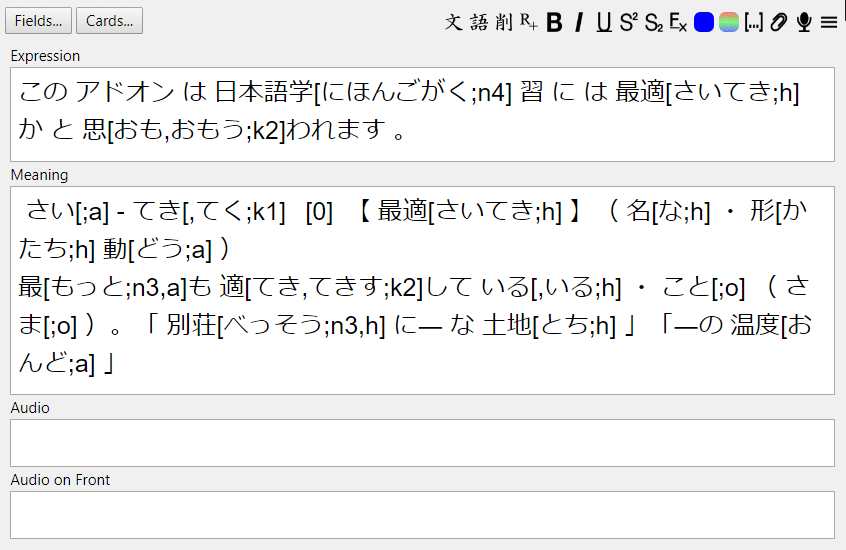 Fields... Cards... 文 語 削 R+ B I U S² S₂ Ex [...]
Expression
この アドオン は 日本語学[にほんごがく;n4] 習 に は 最適[さいてき;h]
か と 思[おも,おもう;k2]われます 。
Meaning
さい[;a] - てき[,てく;k1] [0] 【 最適[さいてき;h] 】 （ 名[な;h] ・ 形[か
たち;h] 動[どう;a] ）
最[もっと;n3,a]も 適[てき,てきす;k2]して いる[,いる;h] ・ こと[;o] （ さ
ま[;o] ）。「 別荘[べっそう;n3,h] に― な 土地[とち;h] 」「―の 温度[お
んど;a] 」
Audio
Audio on Front